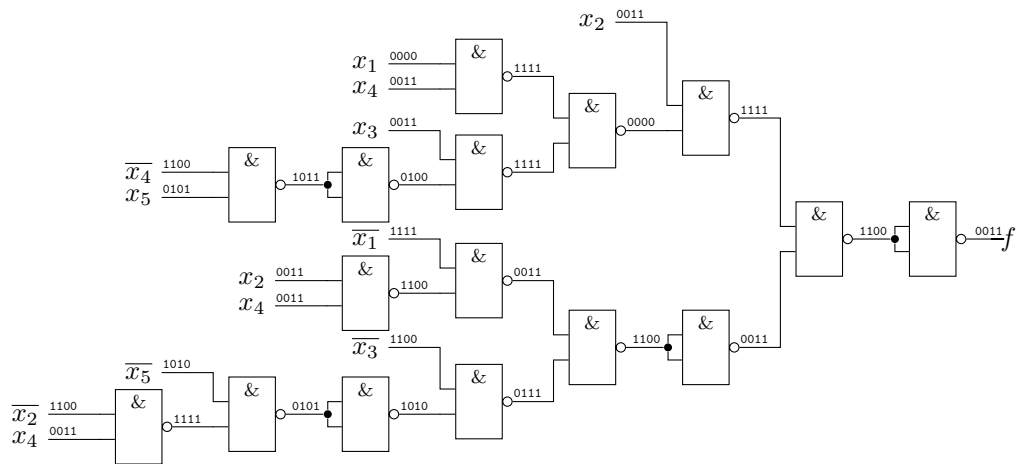 x₂ 0011
& & &
x₁ 0000 1111 1111
x₄ 0011 0000
x₃ 0011
& & &
x̅₄ 1100 1011 0100 1111
x₅ 0101
& &
x̅₁ 1111 1100 0011 f
& &
x₂ 0011 1100 0011
x₄ 0011
& &
x̅₃ 1100 1100 0011
x̅₅ 1010
& & & &
x̅₂ 1100 1111 0101 1010 0111
x₄ 0011